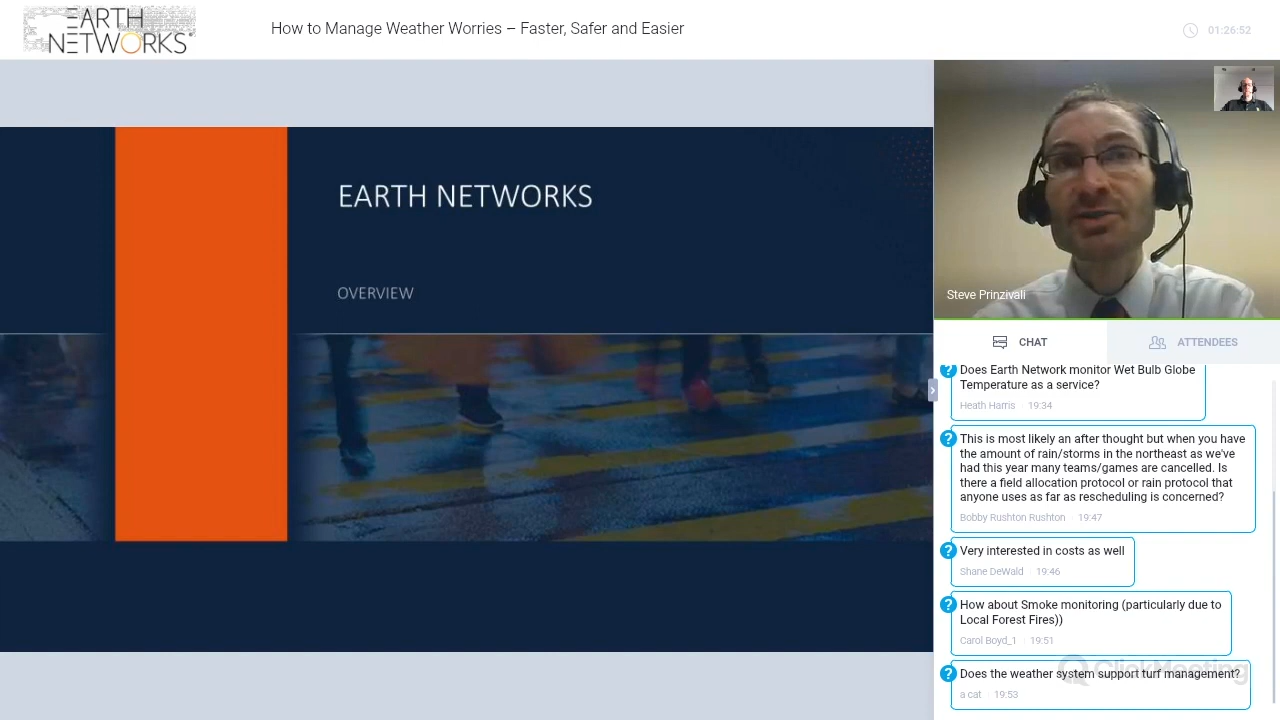 EARTH
NETWORKS
How to Manage Weather Worries – Faster, Safer and Easier
01:26:52
EARTH NETWORKS
OVERVIEW
Steve Prinzivali
CHAT
ATTENDEES
Does Earth Network monitor Wet Bulb Globe
Temperature as a service?
Heath Harris 19:34
This is most likely an after thought but when you have
the amount of rain/storms in the northeast as we've
had this year many teams/games are cancelled. Is
there a field allocation protocol or rain protocol that
anyone uses as far as rescheduling is concerned?
Bobby Rushton Rushton 19:47
Very interested in costs as well
Shane DeWald 19:46
How about Smoke monitoring (particularly due to
Local Forest Fires))
Carol Boyd_1 19:51
ClickMeeting
Does the weather system support turf management?
a cat 19:53